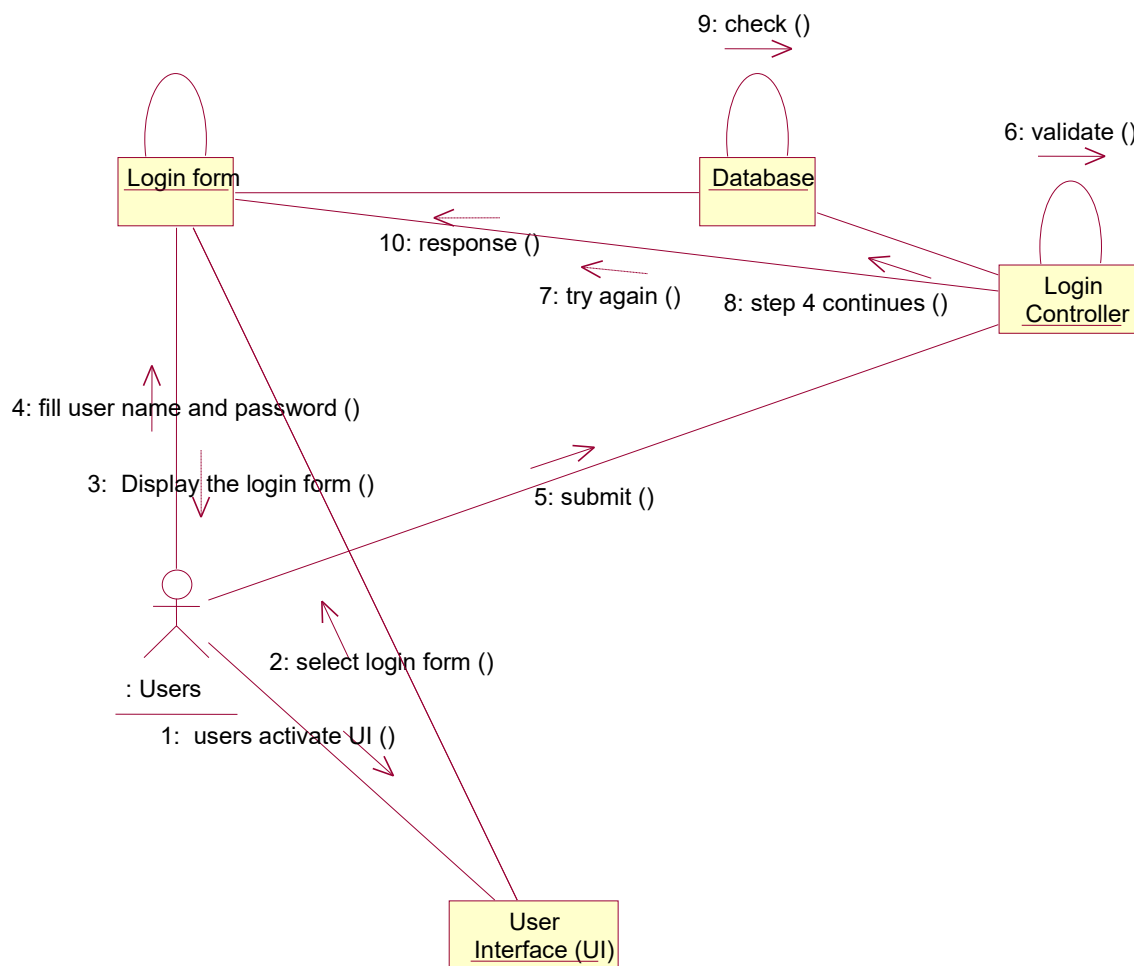 9: check ()
6: validate ()
Login form
Database
10: response ()
7: try again ()
8: step 4 continues ()
Login
Controller
4: fill user name and password ()
3:  Display the login form ()
5: submit ()
2: select login form ()
: Users
1:  users activate UI ()
User
Interface (UI)